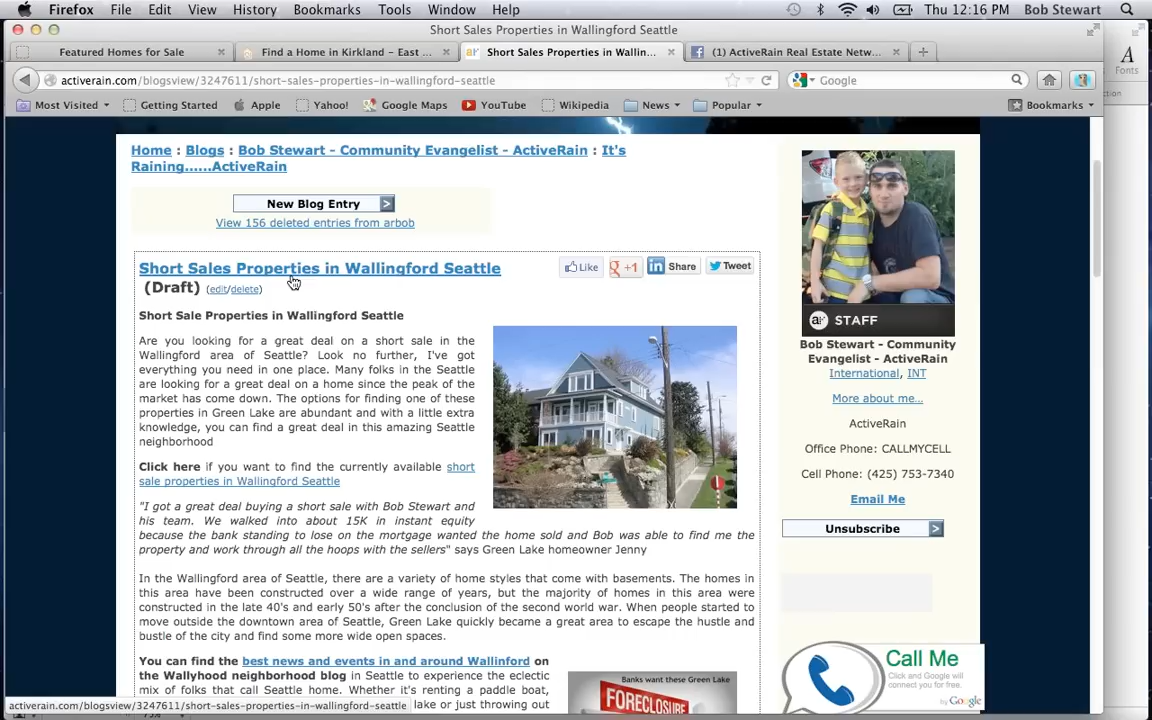 Firefox File Edit View History Bookmarks Tools Window Help Thu 12:16 PM Bob Stewart
Short Sales Properties in Wallingford Seattle
Featured Homes for Sale × Find a Home in Kirkland – East ... × Short Sales Properties in Wallin... × (1) ActiveRain Real Estate Netw... × +
activerain.com/blogsview/3247611/short-sales-properties-in-wallingford-seattle Google
A
Fonts
Most Visited Getting Started Apple Yahoo! Google Maps YouTube Wikipedia News Popular Bookmarks
Home : Blogs : Bob Stewart - Community Evangelist - ActiveRain : It's
Raining......ActiveRain
New Blog Entry >
View 156 deleted entries from arbob
Short Sales Properties in Wallingford Seattle
(Draft) (edit/delete)
Like +1 in Share Tweet
Short Sale Properties in Wallingford Seattle
Are you looking for a great deal on a short sale in the
Wallingford area of Seattle? Look no further, I've got
everything you need in one place. Many folks in the Seattle
are looking for a great deal on a home since the peak of the
market has come down. The options for finding one of these
properties in Green Lake are abundant and with a little extra
knowledge, you can find a great deal in this amazing Seattle
neighborhood
Click here if you want to find the currently available short
sale properties in Wallingford Seattle
"I got a great deal buying a short sale with Bob Stewart and
his team. We walked into about 15K in instant equity
because the bank standing to lose on the mortgage wanted the home sold and Bob was able to find me the
property and work through all the hoops with the sellers" says Green Lake homeowner Jenny
In the Wallingford area of Seattle, there are a variety of home styles that come with basements. The homes in
this area have been constructed over a wide range of years, but the majority of homes in this area were
constructed in the late 40's and early 50's after the conclusion of the second world war. When people started to
move outside the downtown area of Seattle, Green Lake quickly became a great area to escape the hustle and
bustle of the city and find some more wide open spaces.
You can find the best news and events in and around Wallinford on
the Wallyhood neighborhood blog in Seattle to experience the eclectic
mix of folks that call Seattle home. Whether it's renting a paddle boat,
lake or just throwing out
Banks want these Green Lake
FORECLOSURE
ar STAFF
Bob Stewart - Community
Evangelist - ActiveRain
International, INT
More about me...
ActiveRain
Office Phone: CALLMYCELL
Cell Phone: (425) 753-7340
Email Me
Unsubscribe >
Call Me
Click and Google will
connect you for free.
by Google
activerain.com/blogsview/3247611/short-sales-properties-in-wallingford-seattle